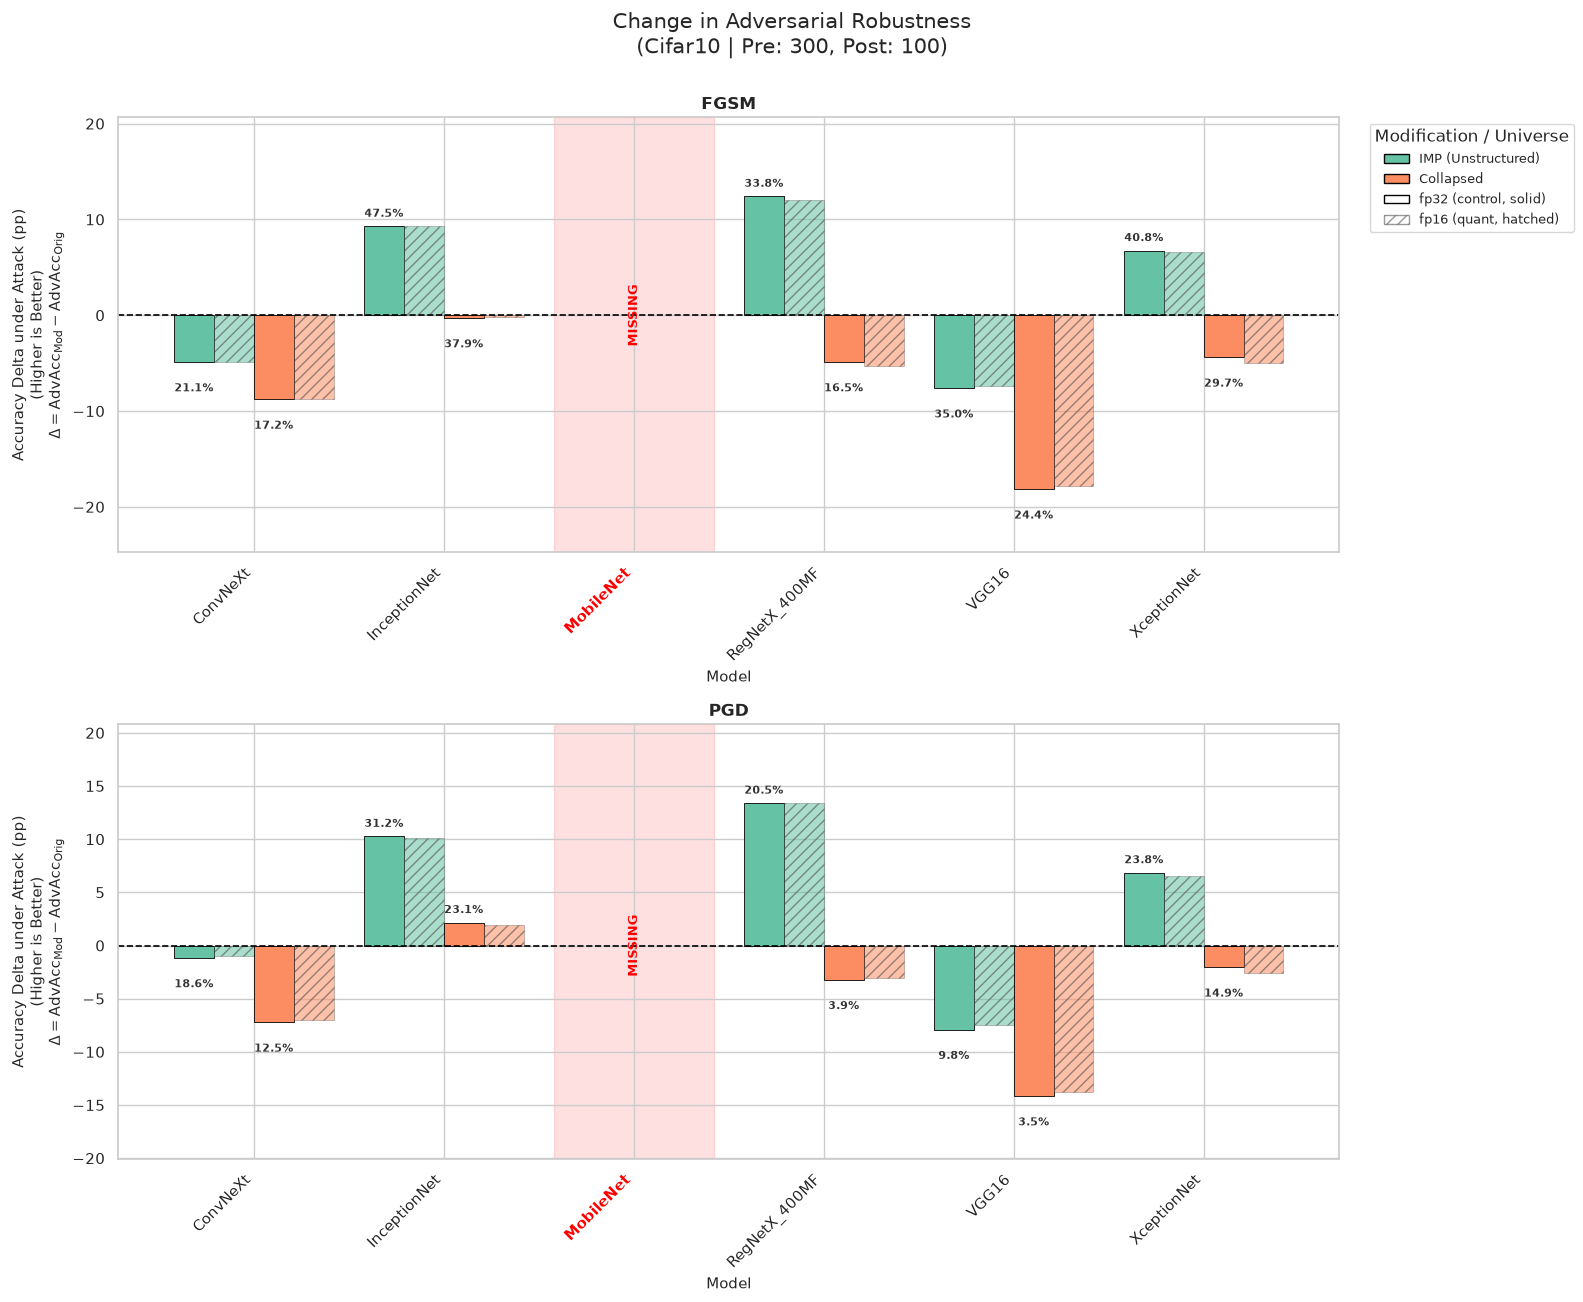 Change in Adversarial Robustness
(Cifar10 | Pre: 300, Post: 100)
FGSM
Accuracy Delta under Attack (pp)
(Higher is Better)
Δ = AdvAcc_Mod − AdvAcc_Orig
20
10
0
−10
−20
21.1%
17.2%
47.5%
37.9%
MISSING
33.8%
16.5%
35.0%
24.4%
40.8%
29.7%
ConvNeXt
InceptionNet
MobileNet
RegNetX_400MF
VGG16
XceptionNet
Model
Modification / Universe
IMP (Unstructured)
Collapsed
fp32 (control, solid)
fp16 (quant, hatched)
PGD
Accuracy Delta under Attack (pp)
(Higher is Better)
Δ = AdvAcc_Mod − AdvAcc_Orig
20
15
10
5
0
−5
−10
−15
−20
18.6%
12.5%
31.2%
23.1%
MISSING
20.5%
3.9%
9.8%
3.5%
23.8%
14.9%
ConvNeXt
InceptionNet
MobileNet
RegNetX_400MF
VGG16
XceptionNet
Model